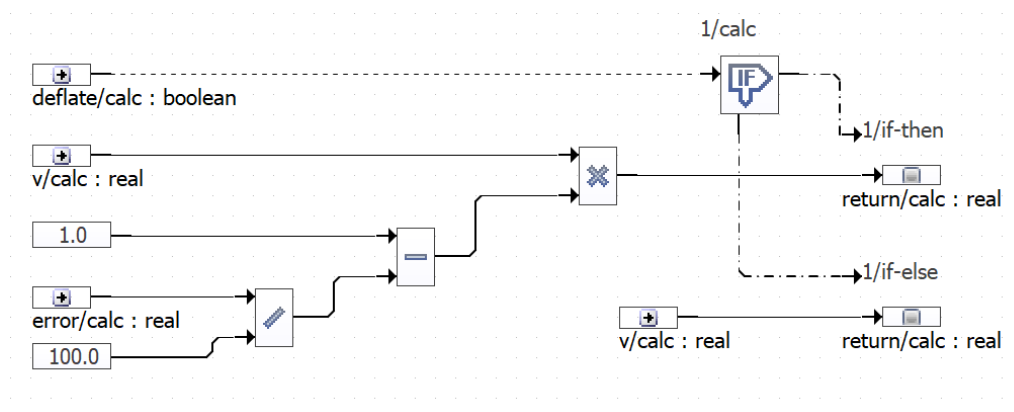 1/calc
IF
deflate/calc : boolean
1/if-then
v/calc : real
return/calc : real
1.0
1/if-else
error/calc : real
v/calc : real
return/calc : real
100.0